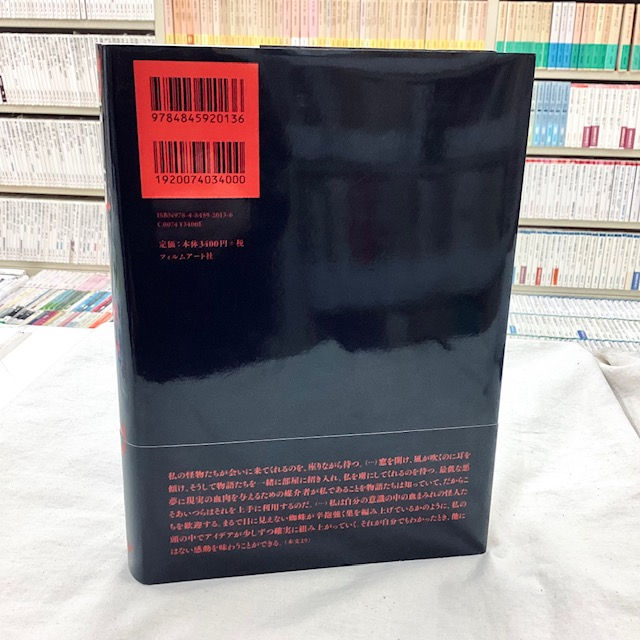 9784845920136
1920074034000
ISBN978-4-8459-2013-6
C0074 ¥3400E
定価：本体3400円＋税
フィルムアート社
私の怪物たちが会いに来てくれるのを、座りながら待つ。（…）窓を開け、風が吹くのに耳を
傾け、そうして物語たちを一緒に部屋に招き入れ、私を虜にしてくれるのを待つ。最低な悪
夢に現実の血肉を与えるための媒介者が私であることを物語たちは知っていて、だからこ
そあいつらはそれを上手に利用するのだ。（…）私は自分の意識の中の血まみれの怪人た
ちを歓迎する。まるで目に見えない蜘蛛が辛抱強く巣を編み上げているかのように、私の
頭の中でアイデアが少しずつ確実に組み上がっていく。それが自分でもわかったとき、他に
はない感動を味わうことができる。（本文より）